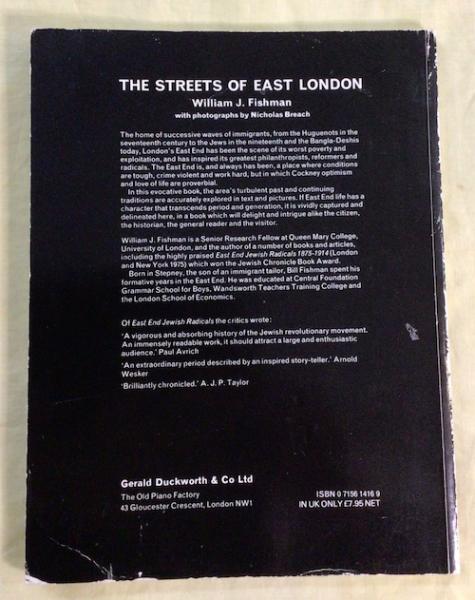 THE STREETS OF EAST LONDON
William J. Fishman
with photographs by Nicholas Breach
The home of successive waves of immigrants, from the Huguenots in the
seventeenth century to the Jews in the nineteenth and the Bangla-Deshis
today, London's East End has been the scene of its worst poverty and
exploitation, and has inspired its greatest philanthropists, reformers and
radicals. The East End is, and always has been, a place where conditions
are tough, crime violent and work hard, but in which Cockney optimism
and love of life are proverbial.
In this evocative book, the area's turbulent past and continuing
traditions are accurately explored in text and pictures. If East End life has a
character that transcends period and generation, it is vividly captured and
delineated here, in a book which will delight and intrigue alike the citizen,
the historian, the general reader and the visitor.
William J. Fishman is a Senior Research Fellow at Queen Mary College,
University of London, and the author of a number of books and articles,
including the highly praised East End Jewish Radicals 1875-1914 (London
and New York 1975) which won the Jewish Chronicle Book Award.
Born in Stepney, the son of an immigrant tailor, Bill Fishman spent his
formative years in the East End. He was educated at Central Foundation
Grammar School for Boys, Wandsworth Teachers Training College and
the London School of Economics.
Of East End Jewish Radicals the critics wrote:
'A vigorous and absorbing history of the Jewish revolutionary movement.
An immensely readable work, it should attract a large and enthusiastic
audience.' Paul Avrich
'An extraordinary period described by an inspired story-teller.' Arnold
Wesker
'Brilliantly chronicled.' A. J. P. Taylor
Gerald Duckworth & Co Ltd
The Old Piano Factory
43 Gloucester Crescent, London NW1
ISBN 0 7156 1416 9
IN UK ONLY £7.95 NET